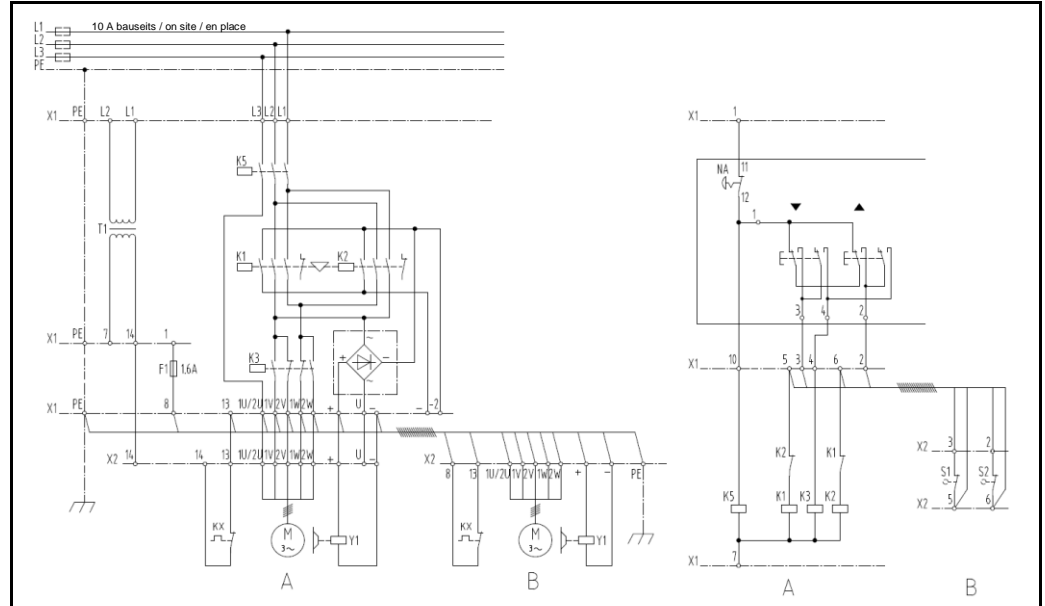 L1 10 A bauseits / on site / en place
L2
L3
PE
X1 PE L2 L1 L3 L2 L1
K5
T1
K1 K2
X1 PE 7 14 1
F1 1,6A
K3
+ ~ − ~
X1 PE 8 13 1U/2U 1V 2V 1W 2W + U − − -2
X2 14 14 13 1U/2U 1V 2V 1W 2W + U −
X2 8 13 1U/2U 1V 2V 1W 2W + − PE
KX M 3~ Y1
KX M 3~ Y1
A B
X1 1
NA 11
12
1
3 4 2
X1 10 5 3 4 6 2
K2 K1
X2 3 2
S1 S2
X2 5 6
K5 K1 K3 K2
X1 7
A B